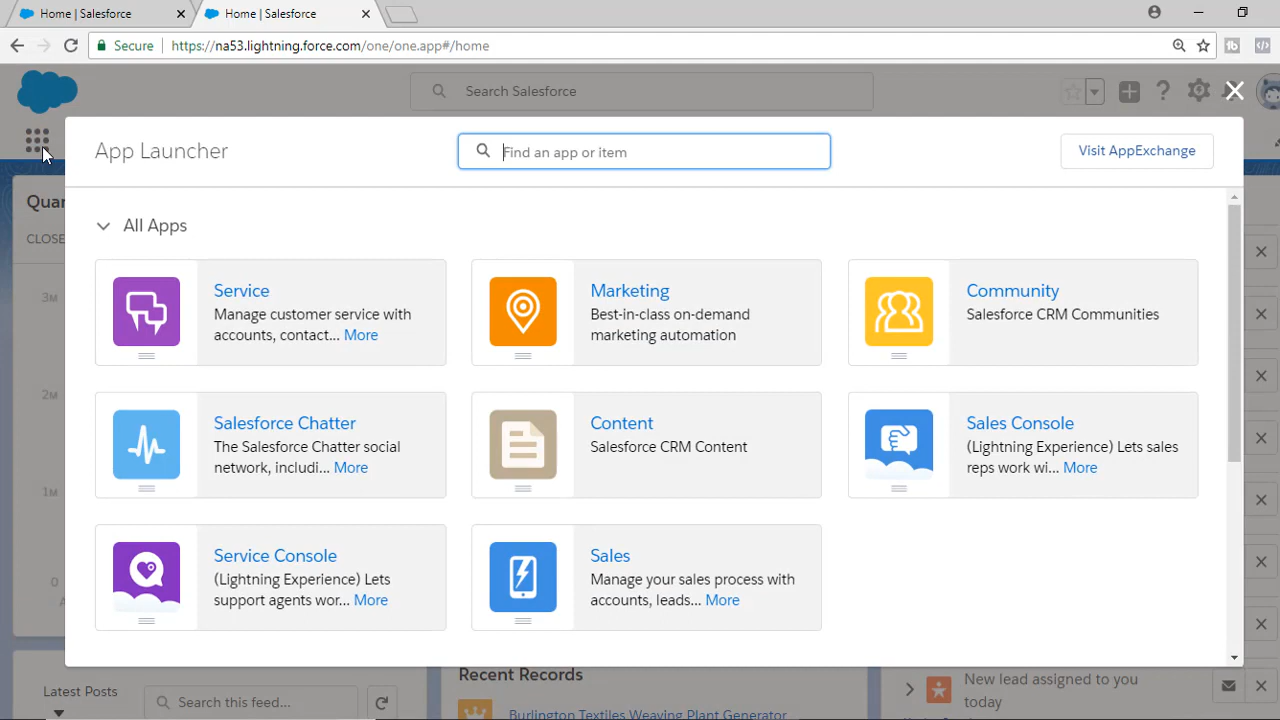 Home | Salesforce
Home | Salesforce
Secure
https://na53.lightning.force.com/one/one.app#/home
Search Salesforce
App Launcher
Find an app or item
Visit AppExchange
Quar
CLOSE
3M
2M
1M
0
A
All Apps
Service
Manage customer service with
accounts, contact... More
Marketing
Best-in-class on-demand
marketing automation
Community
Salesforce CRM Communities
Salesforce Chatter
The Salesforce Chatter social
network, includi... More
Content
Salesforce CRM Content
Sales Console
(Lightning Experience) Lets sales
reps work wi... More
Service Console
(Lightning Experience) Lets
support agents wor... More
Sales
Manage your sales process with
accounts, leads... More
Latest Posts
Search this feed...
Recent Records
Burlington Textiles Weaving Plant Generator
New lead assigned to you
today